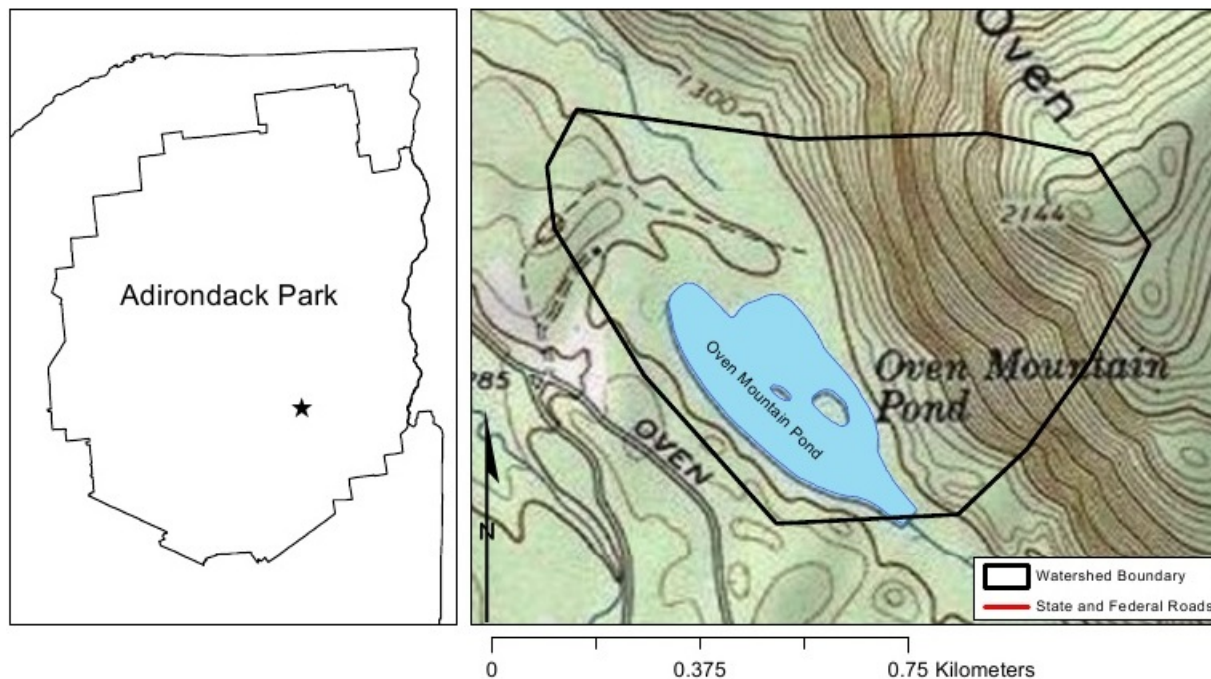 Adirondack Park
Oven
1300
2144
Oven Mountain
Pond
Oven Mountain Pond
OVEN
285
N
Watershed Boundary
State and Federal Roads
0
0.375
0.75 Kilometers